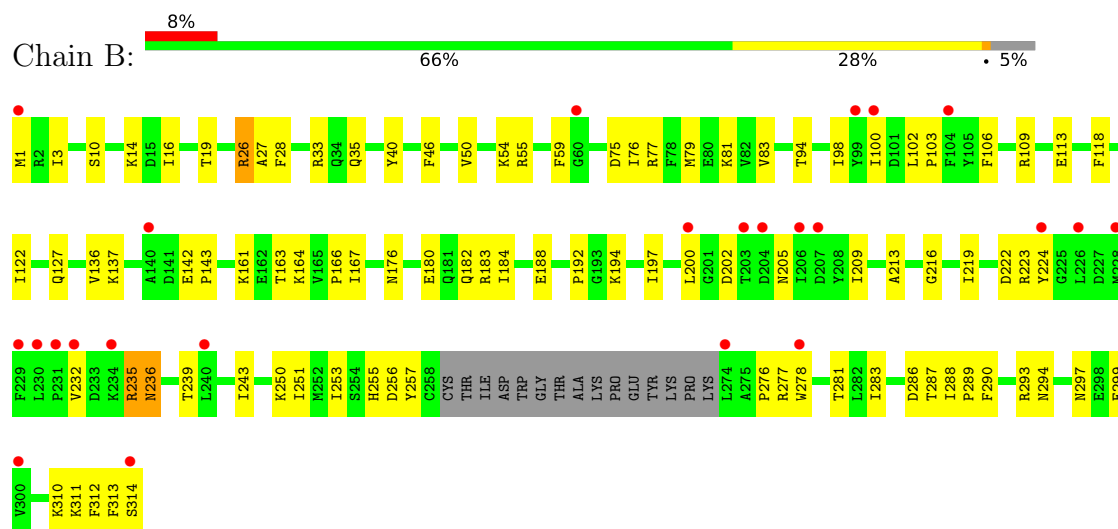 8%
Chain B:
66% 28% • 5%
M1 R2 I3 S10 K14 D15 I16 T19 R26 A27 F28 R33 Q34 Q35 Y40 F46 V50 K54 R55 F59 G60 D75 I76 R77 F78 M79 E80 K81 V82 V83 T94 I98 Y99 I100 D101 L102 P103 F104 Y105 F106 R109 E113 F118
I122 Q127 V136 K137 A140 D141 E142 P143 K161 E162 T163 K164 V165 P166 I167 N176 E180 Q181 Q182 R183 I184 E188 P192 G193 K194 I197 L200 G201 D202 T203 D204 N205 I206 D207 Y208 I209 A213 G216 I219 D222 R223 Y224 G225 L226 D227 M228
F229 L230 P231 V232 D233 K234 R235 N236 T239 L240 I243 K250 I251 M252 I253 S254 H255 D256 Y257 C258 CYS THR ILE ASP TRP GLY THR ALA LYS PRO GLU TYR LYS PRO LYS L274 A275 P276 R277 W278 T281 L282 I283 D286 T287 I288 P289 F290 R293 N294 N297 E298
V300 K310 K311 F312 F313 S314